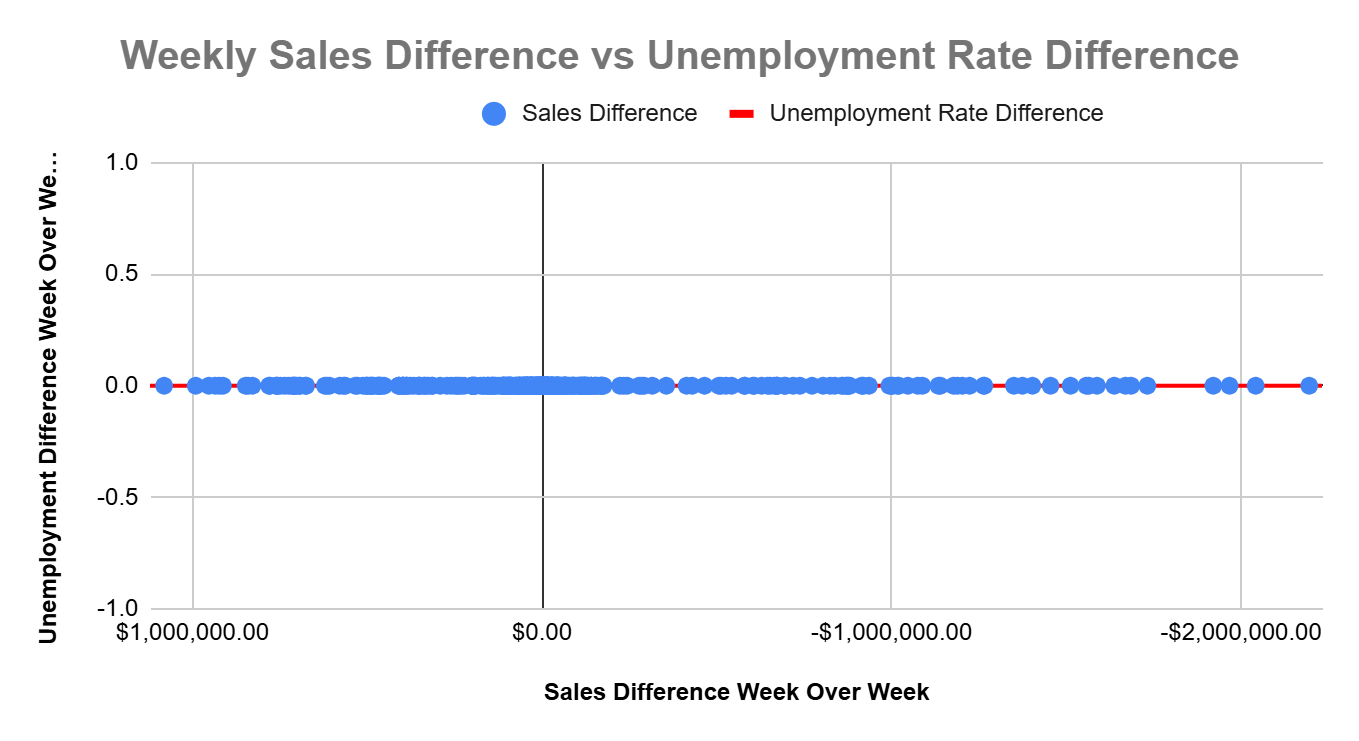 Weekly Sales Difference vs Unemployment Rate Difference
Sales Difference
Unemployment Rate Difference
Unemployment Difference Week Over We...
1.0
0.5
0.0
-0.5
-1.0
$1,000,000.00
$0.00
-$1,000,000.00
-$2,000,000.00
Sales Difference Week Over Week